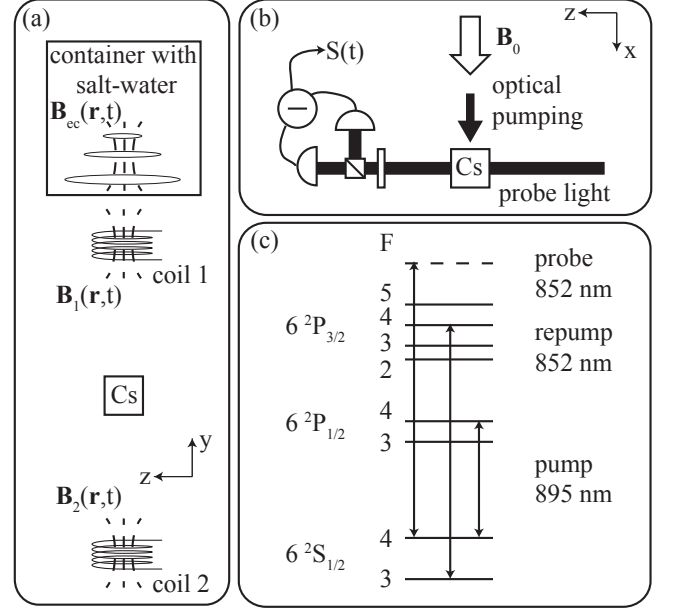 (a)
container with
salt-water
B_ec(r,t)
coil 1
B_1(r,t)
Cs
y
z
B_2(r,t)
coil 2
(b)
S(t)
z
x
B_0
optical
pumping
Cs
probe light
(c)
F
probe
852 nm
5
4
6 ²P_3/2
3
2
repump
852 nm
4
6 ²P_1/2
3
pump
895 nm
4
6 ²S_1/2
3